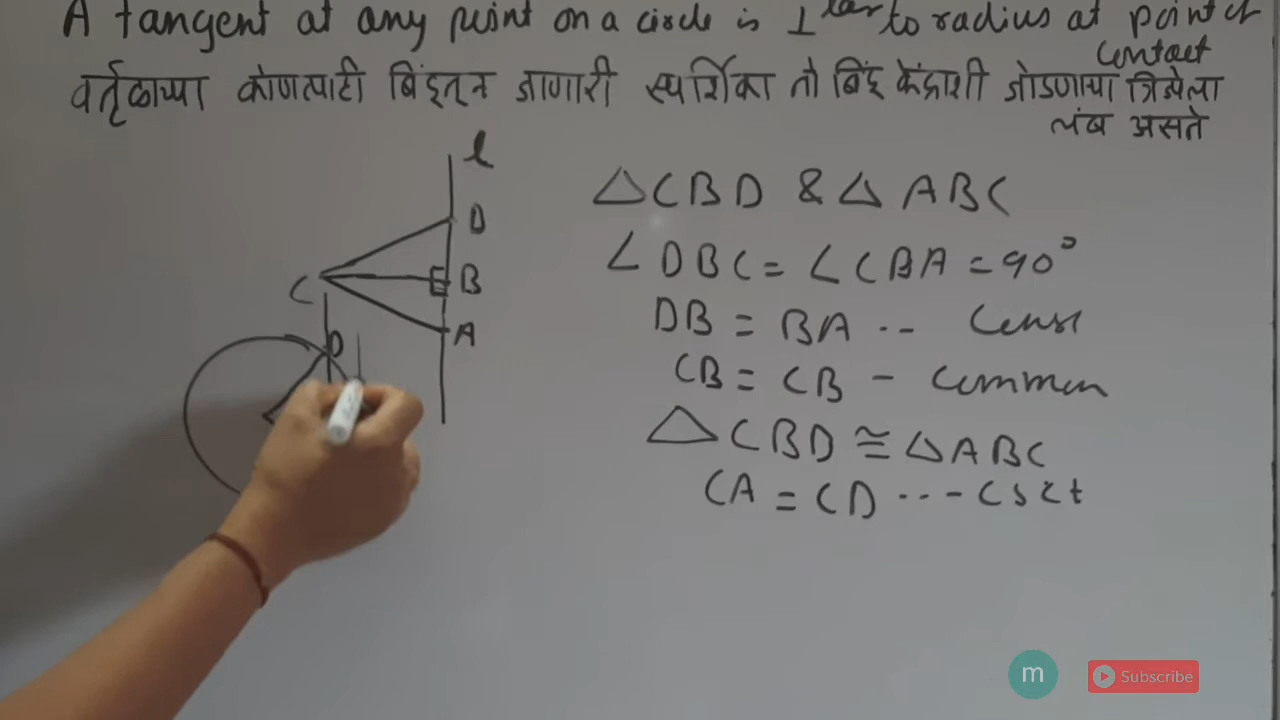 A tangent at any point on a circle is ⊥ lar to radius at point of
contact
वर्तृळाच्या कोणत्याही बिंदूतून जाणारी स्पर्शिका तो बिंदू केंद्राशी जोडणाऱ्या त्रिज्येला
लंब असते
l
D
C
B
A
D
△CBD & △ABC
∠DBC = ∠CBA = 90°
DB = BA -- Const
CB = CB - Common
△CBD ≅ △ABC
CA = CD --- CSCt
m
Subscribe